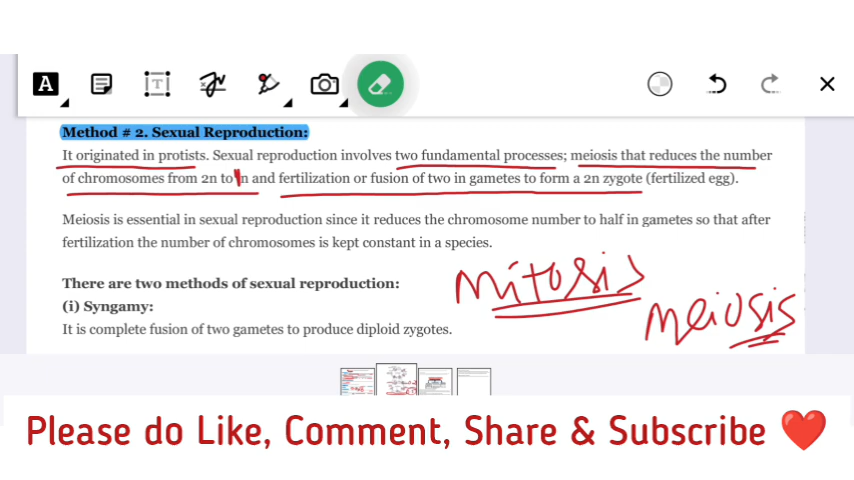 A
T
Method # 2. Sexual Reproduction:
It originated in protists. Sexual reproduction involves two fundamental processes; meiosis that reduces the number
of chromosomes from 2n to 1n and fertilization or fusion of two in gametes to form a 2n zygote (fertilized egg).
Meiosis is essential in sexual reproduction since it reduces the chromosome number to half in gametes so that after
fertilization the number of chromosomes is kept constant in a species.
There are two methods of sexual reproduction:
Mitosis
(i) Syngamy:
Meiosis
It is complete fusion of two gametes to produce diploid zygotes.
Please do Like, Comment, Share & Subscribe ❤️